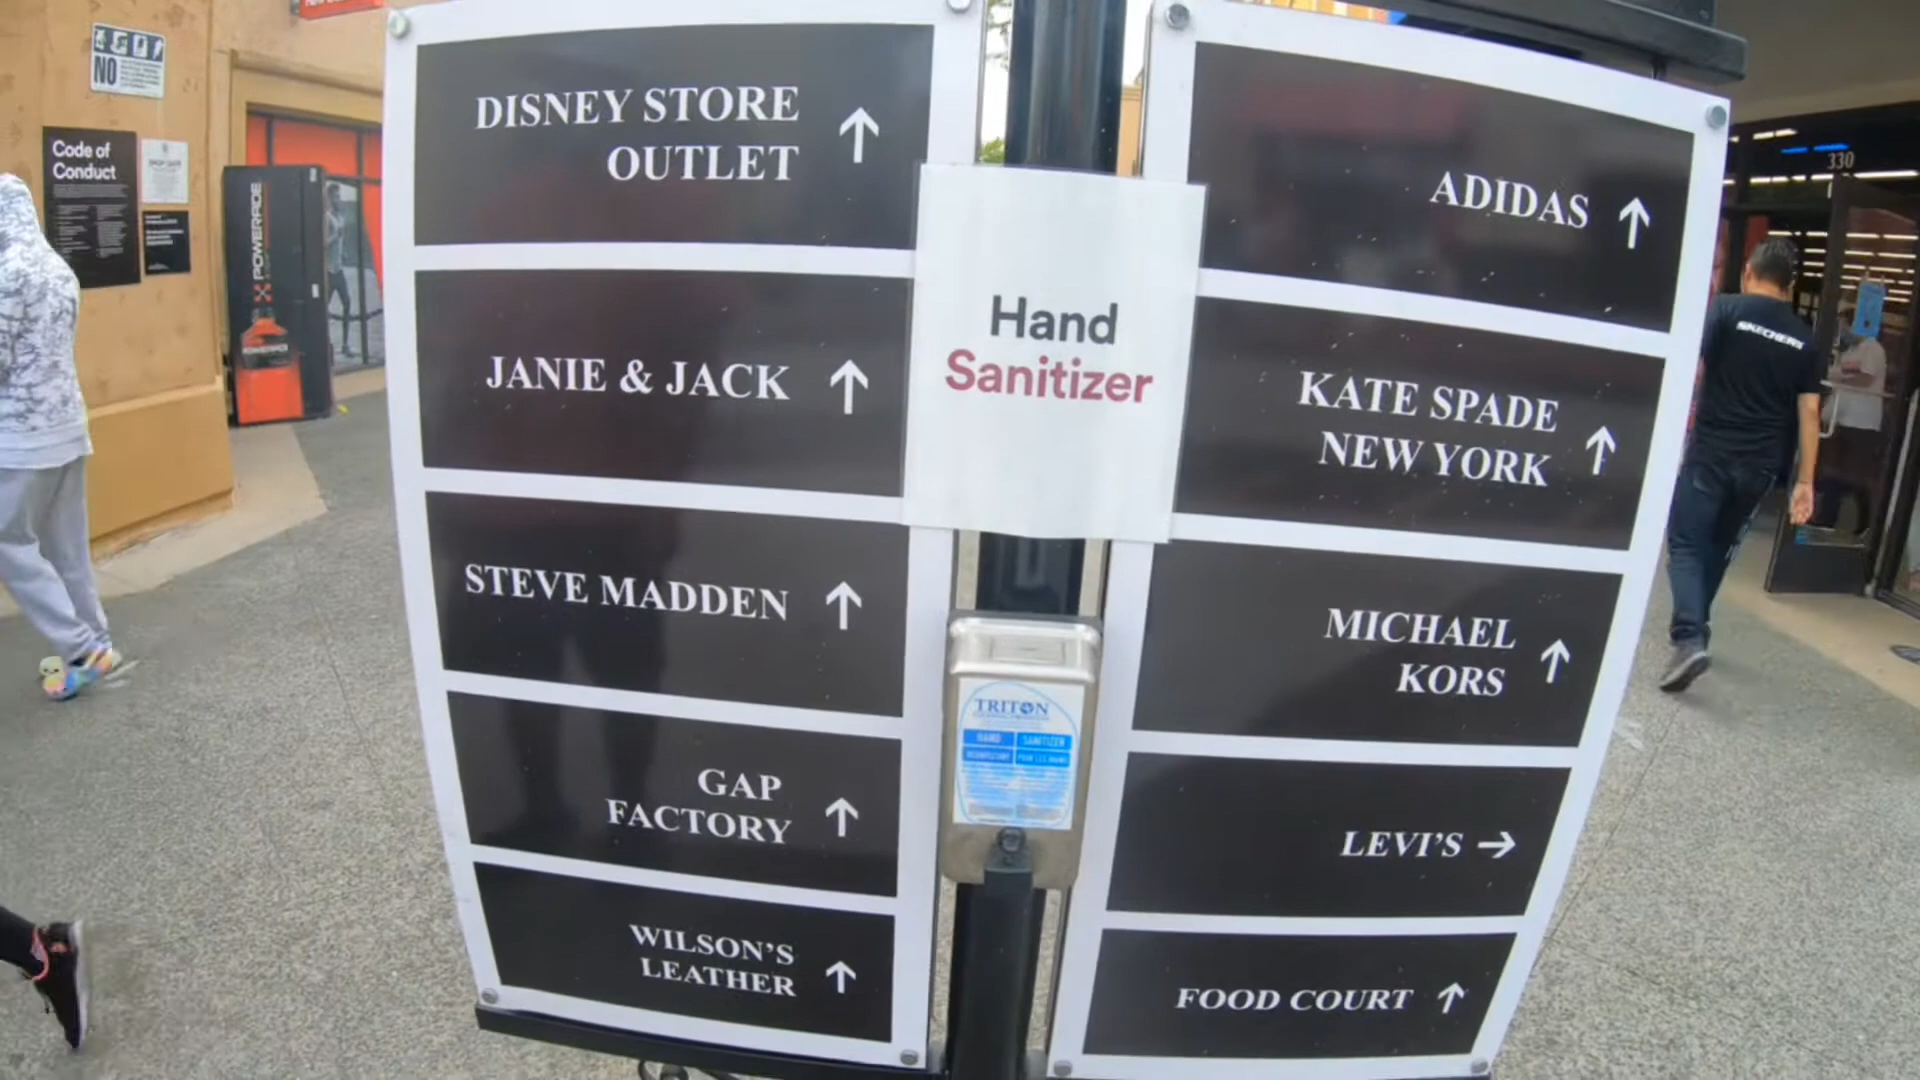 NO
Code of
Conduct
POWERADE
DISNEY STORE
OUTLET
JANIE & JACK
STEVE MADDEN
GAP
FACTORY
WILSON'S
LEATHER
Hand
Sanitizer
TRITON
HAND SANITIZER
ADIDAS
KATE SPADE
NEW YORK
MICHAEL
KORS
LEVI'S
FOOD COURT
330
SKECHERS